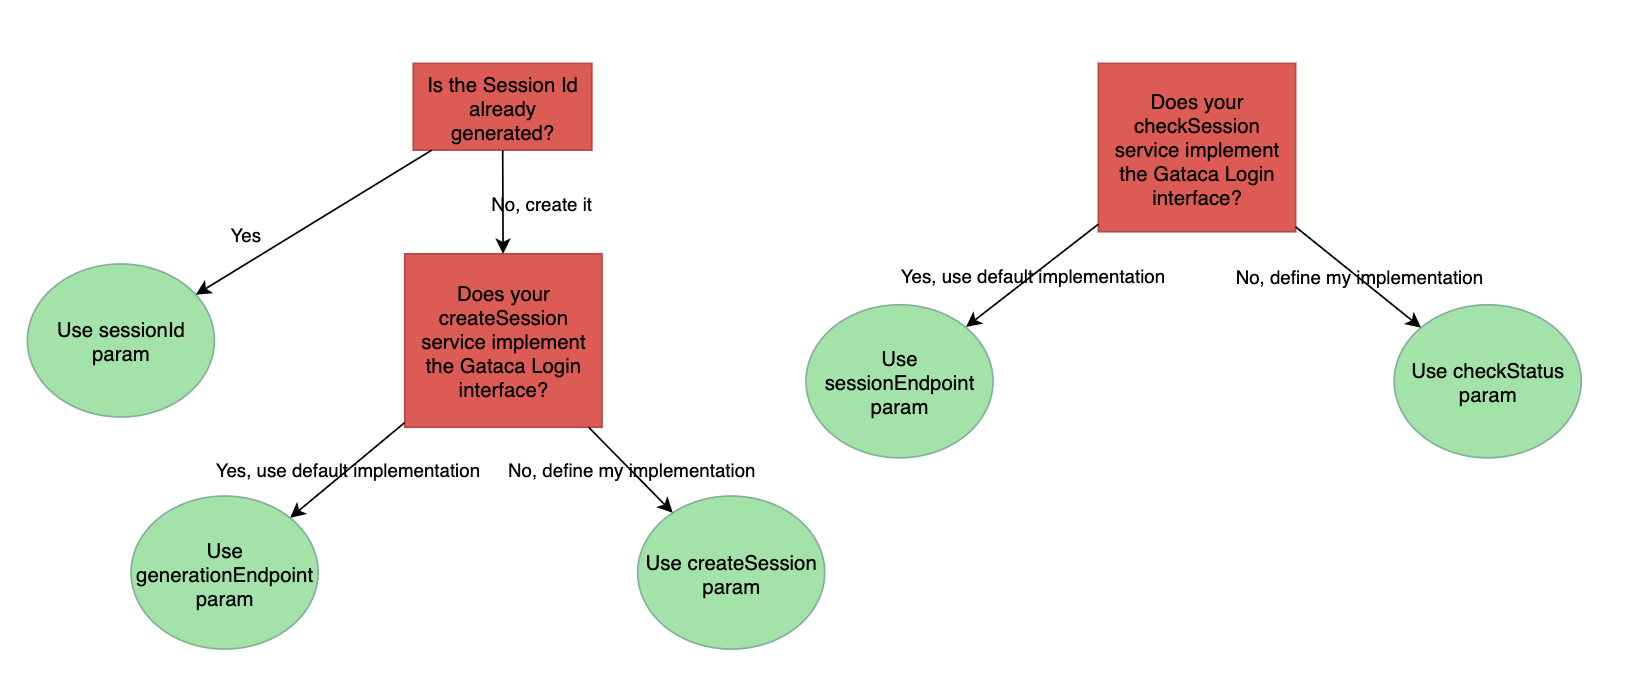 Is the Session Id
already
generated?
Yes
No, create it
Use sessionId
param
Does your
createSession
service implement
the Gataca Login
interface?
Yes, use default implementation
No, define my implementation
Use
generationEndpoint
param
Use createSession
param
Does your
checkSession
service implement
the Gataca Login
interface?
Yes, use default implementation
No, define my implementation
Use
sessionEndpoint
param
Use checkStatus
param